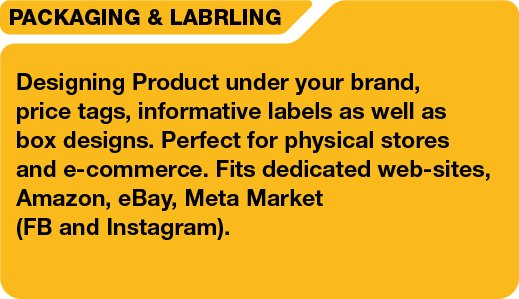 PACKAGING & LABRLING
Designing Product under your brand,
price tags, informative labels as well as
box designs. Perfect for physical stores
and e-commerce. Fits dedicated web-sites,
Amazon, eBay, Meta Market
(FB and Instagram).